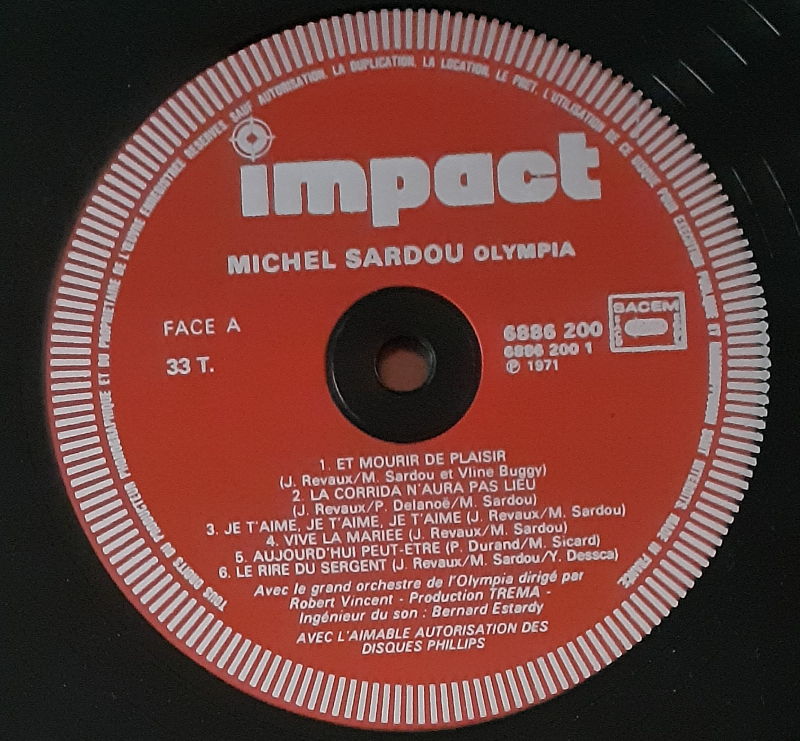 TOUS DROITS DU PRODUCTEUR PHONOGRAPHIQUE ET DU PROPRIETAIRE DE L'ŒUVRE ENREGISTREE RESERVES. SAUF AUTORISATION, LA DUPLICATION, LA LOCATION, LE PRET, L'UTILISATION DE CE DISQUE POUR EXECUTION PUBLIQUE ET RADIODIFFUSION SONT INTERDITS. MADE IN FRANCE.
impact
MICHEL SARDOU OLYMPIA
FACE A
33 T.
6886 200
6886 200 1
℗ 1971
SACEM
1. ET MOURIR DE PLAISIR
(J. Revaux/M. Sardou et Vline Buggy)
2. LA CORRIDA N'AURA PAS LIEU
(J. Revaux/P. Delanoë/M. Sardou)
3. JE T'AIME, JE T'AIME, JE T'AIME (J. Revaux/M. Sardou)
4. VIVE LA MARIEE (J. Revaux/M. Sardou)
5. AUJOURD'HUI PEUT-ETRE (P. Durand/M. Sicard)
6. LE RIRE DU SERGENT (J. Revaux/M. Sardou/Y. Dessca)
Avec le grand orchestre de l'Olympia dirigé par
Robert Vincent - Production TREMA -
Ingénieur du son : Bernard Estardy
AVEC L'AIMABLE AUTORISATION DES
DISQUES PHILLIPS